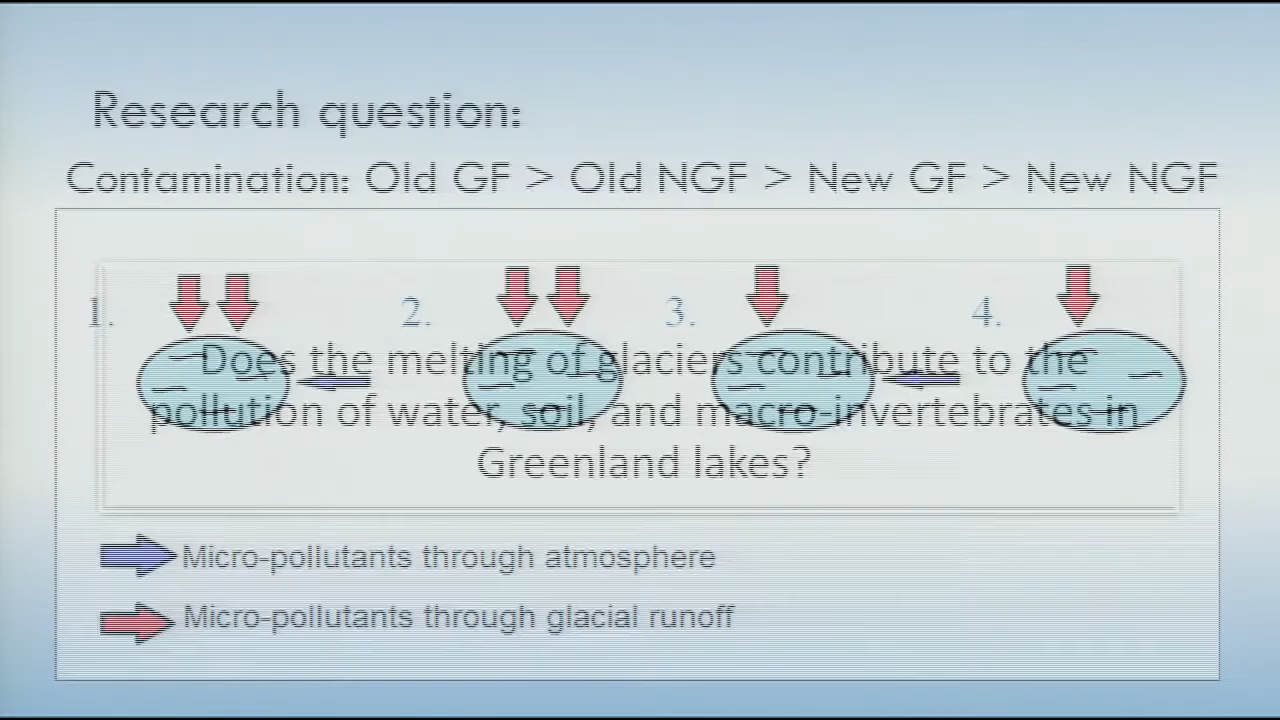 Research question:
Contamination: Old GF > Old NGF > New GF > New NGF
1. 2. 3. 4.
Does the melting of glaciers contribute to the
pollution of water, soil, and macro-invertebrates in
Greenland lakes?
Micro-pollutants through atmosphere
Micro-pollutants through glacial runoff